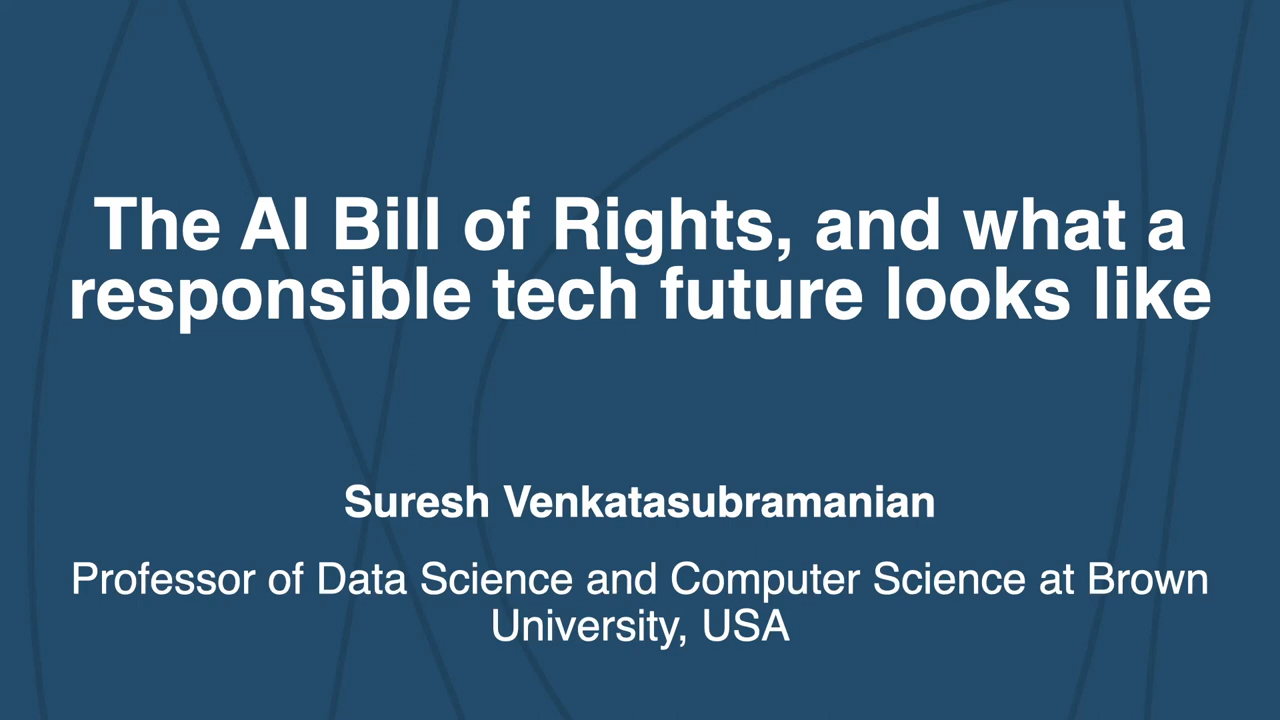 The AI Bill of Rights, and what a
responsible tech future looks like
Suresh Venkatasubramanian
Professor of Data Science and Computer Science at Brown
University, USA